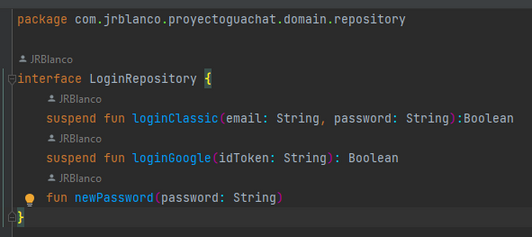 package com.jrblanco.proyectoguachat.domain.repository
JRBlanco
interface LoginRepository {
JRBlanco
suspend fun loginClassic(email: String, password: String):Boolean
JRBlanco
suspend fun loginGoogle(idToken: String): Boolean
JRBlanco
fun newPassword(password: String)
}